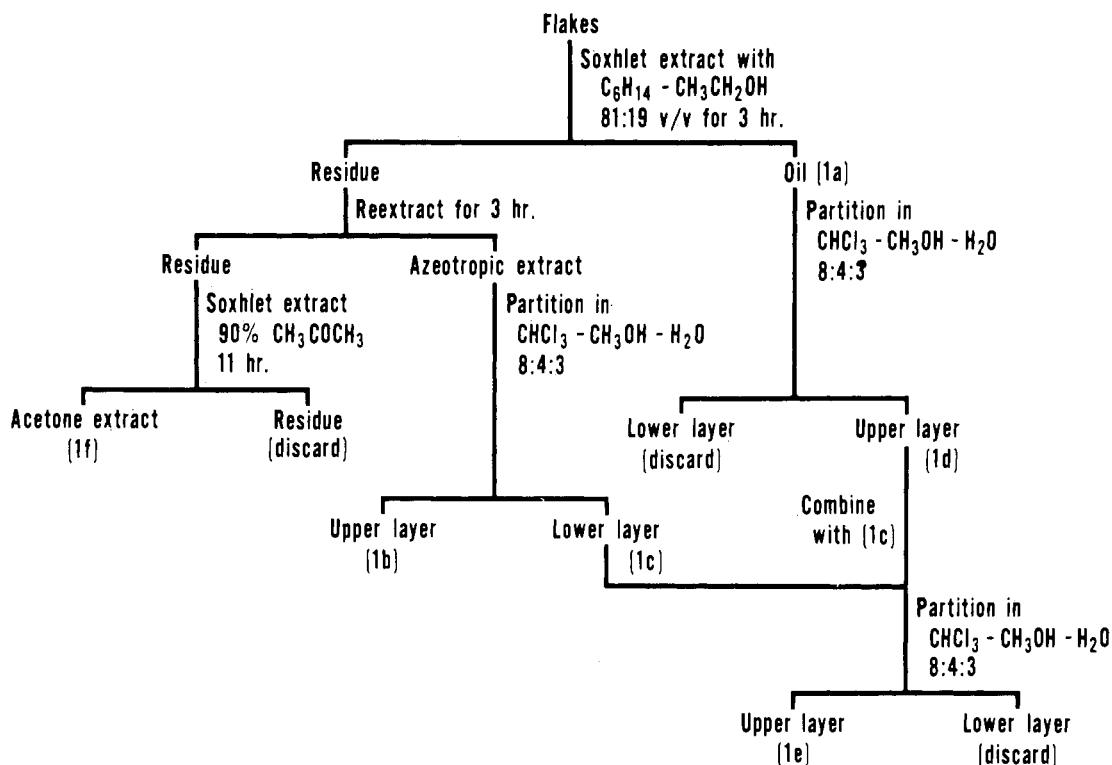 Flakes
Soxhlet extract with
C₆H₁₄ - CH₃CH₂OH
81:19 v/v for 3 hr.
Residue
Oil (1a)
Reextract for 3 hr.
Partition in
CHCl₃ - CH₃OH - H₂O
8:4:3
Residue
Azeotropic extract
Soxhlet extract
90% CH₃COCH₃
11 hr.
Partition in
CHCl₃ - CH₃OH - H₂O
8:4:3
Acetone extract
(1f)
Residue
(discard)
Lower layer
(discard)
Upper layer
(1d)
Upper layer
(1b)
Lower layer
(1c)
Combine
with (1c)
Partition in
CHCl₃ - CH₃OH - H₂O
8:4:3
Upper layer
(1e)
Lower layer
(discard)